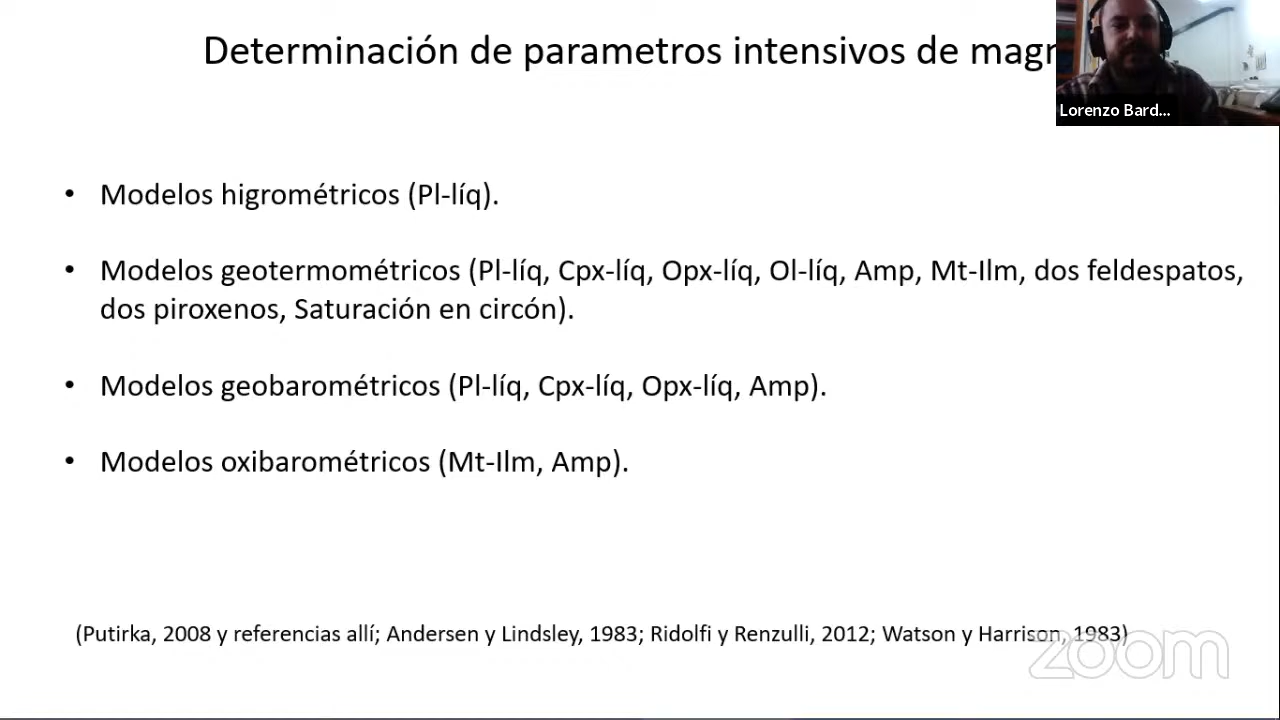 Determinación de parametros intensivos de
Lorenzo Bard...
• Modelos higrométricos (Pl-líq).
• Modelos geotermométricos (Pl-líq, Cpx-líq, Opx-líq, Ol-líq, Amp, Mt-Ilm, dos feldespatos,
dos piroxenos, Saturación en circón).
• Modelos geobarométricos (Pl-líq, Cpx-líq, Opx-líq, Amp).
• Modelos oxibarométricos (Mt-Ilm, Amp).
(Putirka, 2008 y referencias allí; Andersen y Lindsley, 1983; Ridolfi y Renzulli, 2012; Watson y Harrison, 1983)
zoom